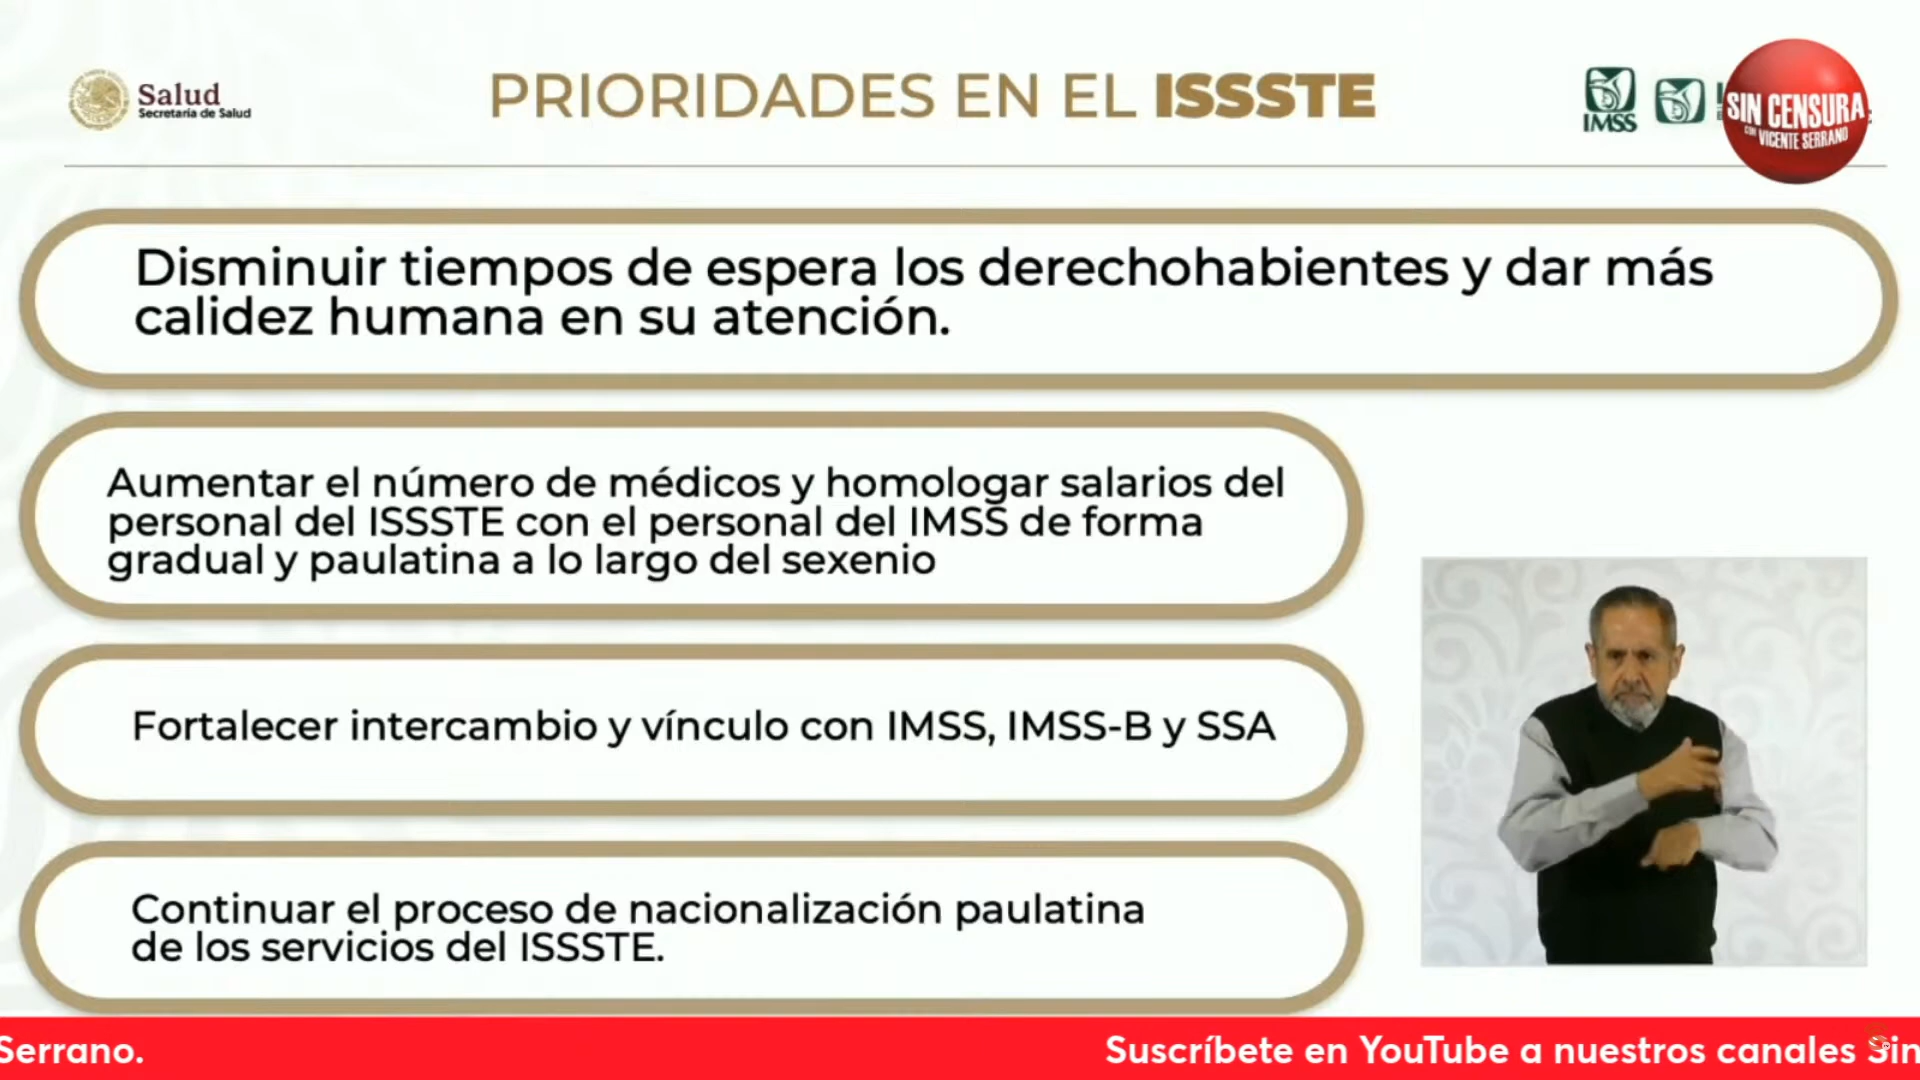 Salud
Secretaría de Salud
PRIORIDADES EN EL ISSSTE
IMSS
SIN CENSURA
CON VICENTE SERRANO
Disminuir tiempos de espera los derechohabientes y dar más
calidez humana en su atención.
Aumentar el número de médicos y homologar salarios del
personal del ISSSTE con el personal del IMSS de forma
gradual y paulatina a lo largo del sexenio
Fortalecer intercambio y vínculo con IMSS, IMSS-B y SSA
Continuar el proceso de nacionalización paulatina
de los servicios del ISSSTE.
Serrano.
Suscríbete en YouTube a nuestros canales Sin